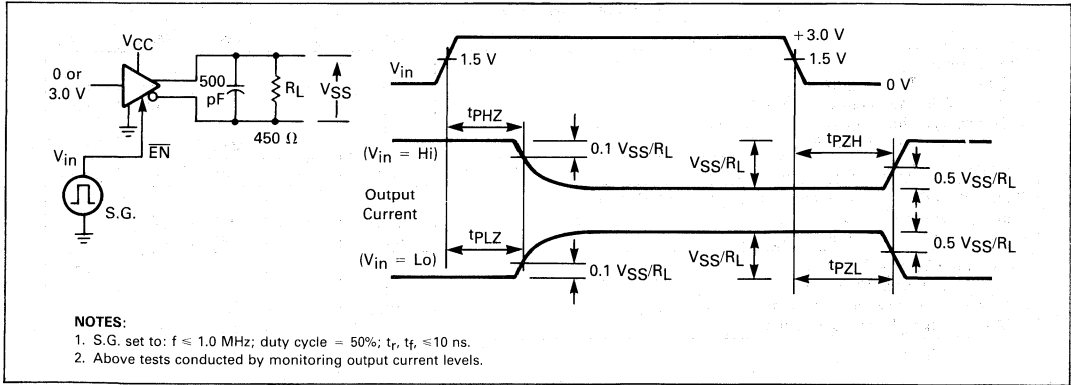 VCC
0 or
3.0 V
500
pF
RL
VSS
450 Ω
EN
Vin
S.G.
Vin
1.5 V
+3.0 V
1.5 V
0 V
tPHZ
(Vin = Hi)
0.1 VSS/RL
VSS/RL
tPZH
0.5 VSS/RL
Output
Current
tPLZ
(Vin = Lo)
0.1 VSS/RL
VSS/RL
tPZL
0.5 VSS/RL
NOTES:
1. S.G. set to: f ≤ 1.0 MHz; duty cycle = 50%; tr, tf, ≤10 ns.
2. Above tests conducted by monitoring output current levels.